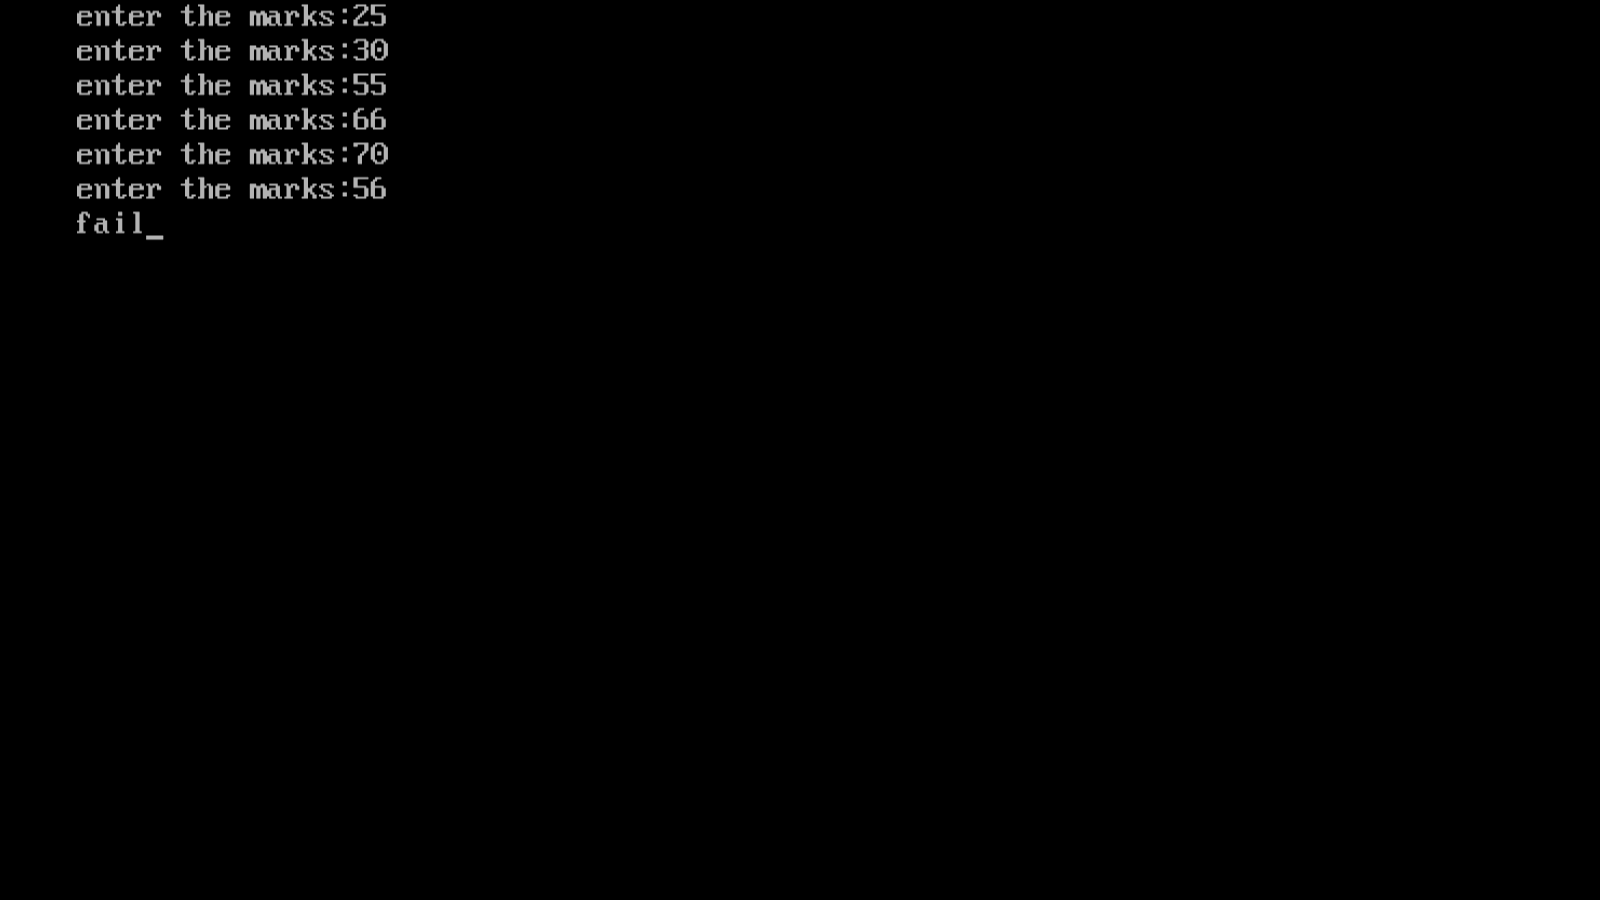 enter the marks:25
enter the marks:30
enter the marks:55
enter the marks:66
enter the marks:70
enter the marks:56
fail_